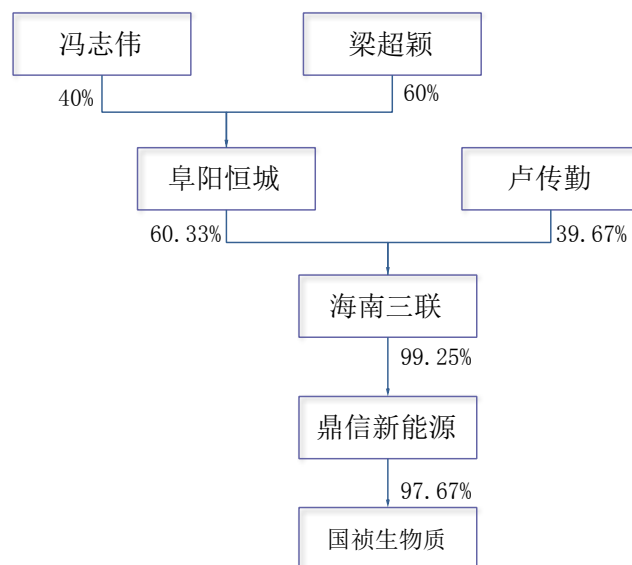 冯志伟
梁超颖
40%
60%
阜阳恒城
卢传勤
60.33%
39.67%
海南三联
99.25%
鼎信新能源
97.67%
国祯生物质